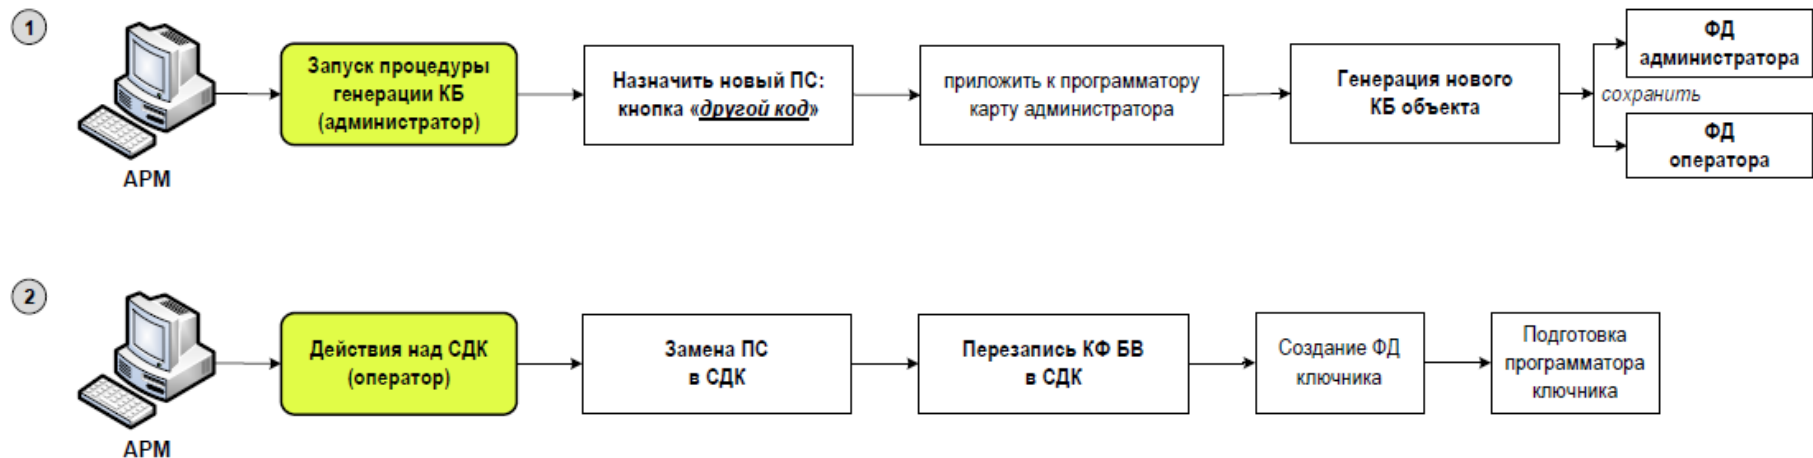 1
АРМ
Запуск процедуры
генерации КБ
(администратор)
Назначить новый ПС:
кнопка «другой код»
приложить к программатору
карту администратора
Генерация нового
КБ объекта
сохранить
ФД
администратора
ФД
оператора
2
АРМ
Действия над СДК
(оператор)
Замена ПС
в СДК
Перезапись КФ БВ
в СДК
Создание ФД
ключника
Подготовка
программатора
ключника